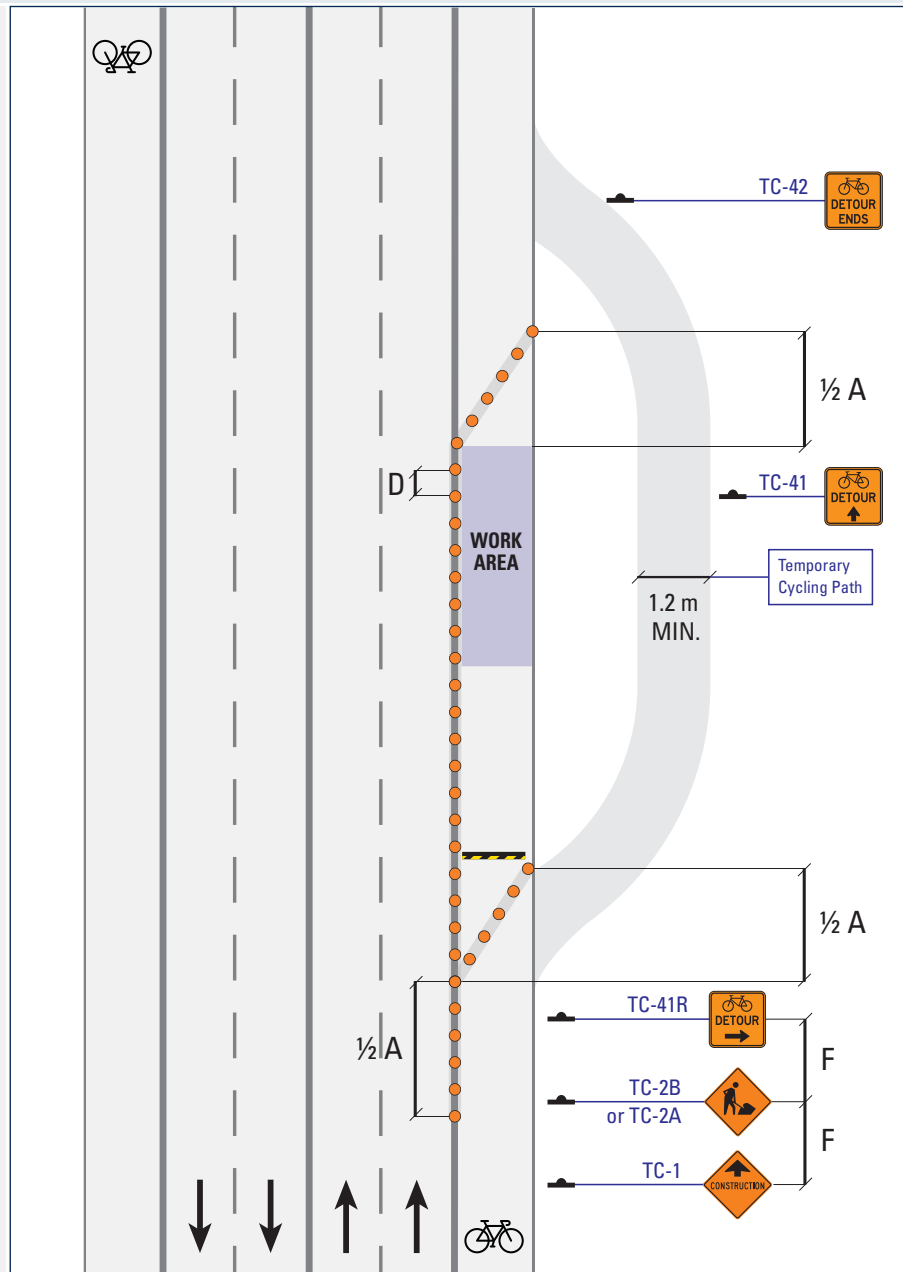 TC-42
DETOUR
ENDS
½ A
D
TC-41
DETOUR
WORK
AREA
Temporary
Cycling Path
1.2 m
MIN.
½ A
TC-41R
DETOUR
½ A
F
TC-2B
or TC-2A
F
TC-1
CONSTRUCTION